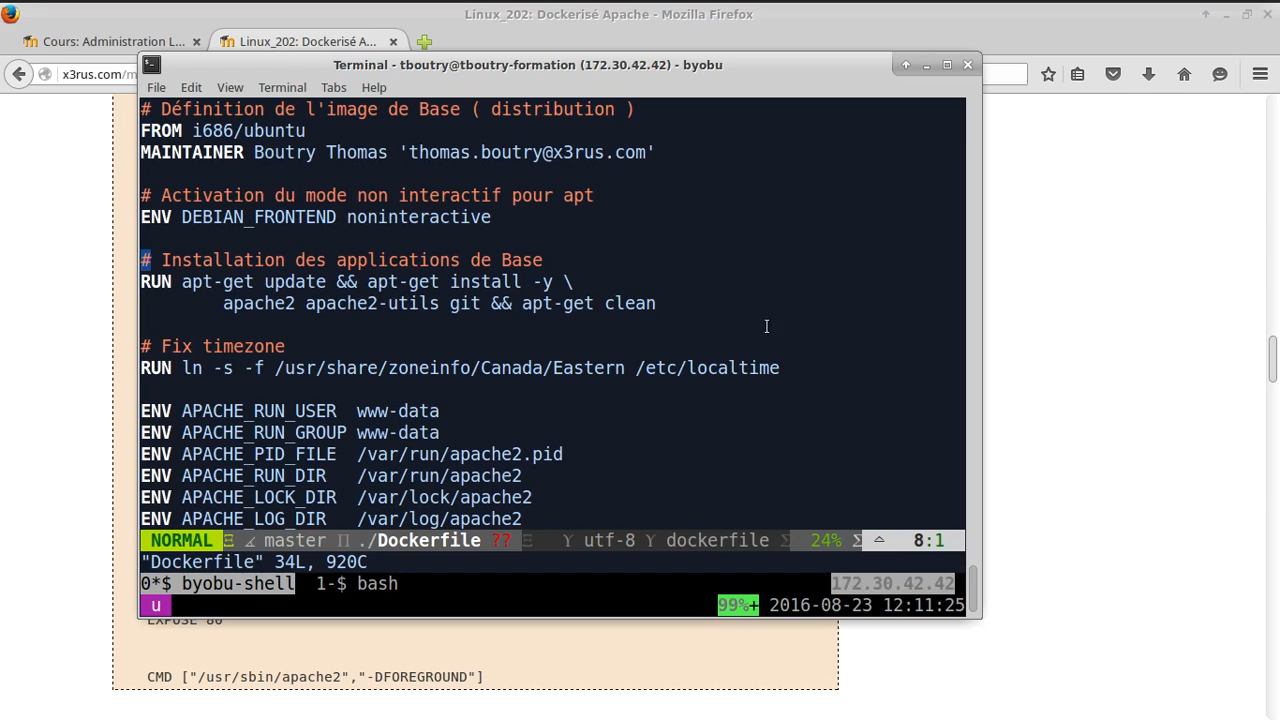 Linux_202: Dockerisé Apache - Mozilla Firefox
Cours: Administration L... Linux_202: Dockerisé A...
x3rus.com/m
Terminal - tboutry@tboutry-formation (172.30.42.42) - byobu
File Edit View Terminal Tabs Help
# Définition de l'image de Base ( distribution )
FROM i686/ubuntu
MAINTAINER Boutry Thomas 'thomas.boutry@x3rus.com'
# Activation du mode non interactif pour apt
ENV DEBIAN_FRONTEND noninteractive
# Installation des applications de Base
RUN apt-get update && apt-get install -y \
apache2 apache2-utils git && apt-get clean
# Fix timezone
RUN ln -s -f /usr/share/zoneinfo/Canada/Eastern /etc/localtime
ENV APACHE_RUN_USER www-data
ENV APACHE_RUN_GROUP www-data
ENV APACHE_PID_FILE /var/run/apache2.pid
ENV APACHE_RUN_DIR /var/run/apache2
ENV APACHE_LOCK_DIR /var/lock/apache2
ENV APACHE_LOG_DIR /var/log/apache2
NORMAL Ξ master Π ./Dockerfile ?? Ξ Y utf-8 Y dockerfile Σ 24% Σ 8:1
"Dockerfile" 34L, 920C
0*$ byobu-shell 1-$ bash 172.30.42.42
u 99%+ 2016-08-23 12:11:25
EXPOSE 80
CMD ["/usr/sbin/apache2","-DFOREGROUND"]